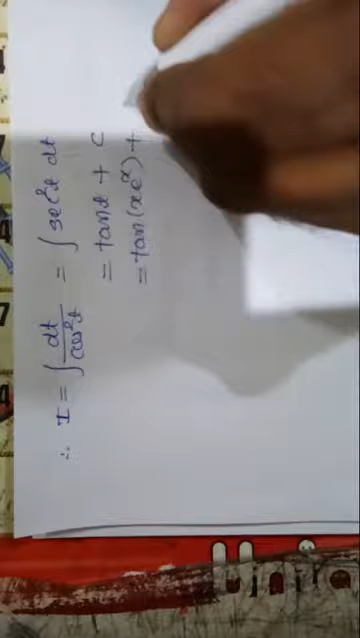 ∴ I = ∫ dt/cos²t = ∫ sec²t dt
= tant + C
= tan(xeˣ) +